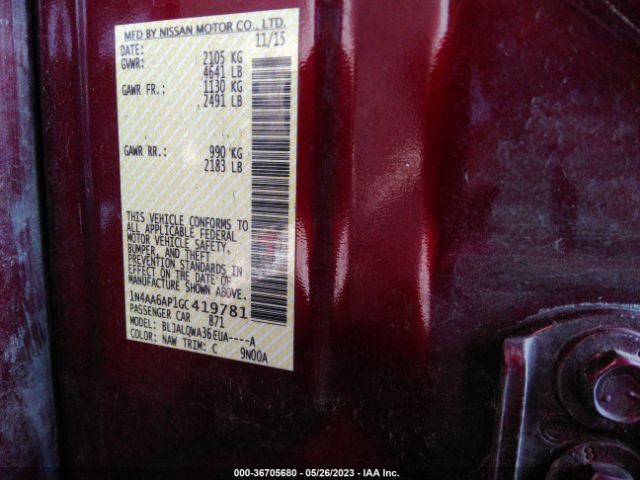 MFD BY NISSAN MOTOR CO., LTD.
DATE: 11/15
GVWR: 2105 KG
4641 LB
GAWR FR.: 1130 KG
2491 LB
GAWR RR.: 990 KG
2183 LB
THIS VEHICLE CONFORMS TO
ALL APPLICABLE FEDERAL
MOTOR VEHICLE SAFETY,
BUMPER, AND THEFT
PREVENTION STANDARDS IN
EFFECT ON THE DATE OF
MANUFACTURE SHOWN ABOVE.
1N4AA6AP1GC419781
PASSENGER CAR 871
MODEL: BLJALQWA36EUA----A
COLOR: NAW TRIM: C 9N00A
000-36705680 - 05/26/2023 - IAA Inc.